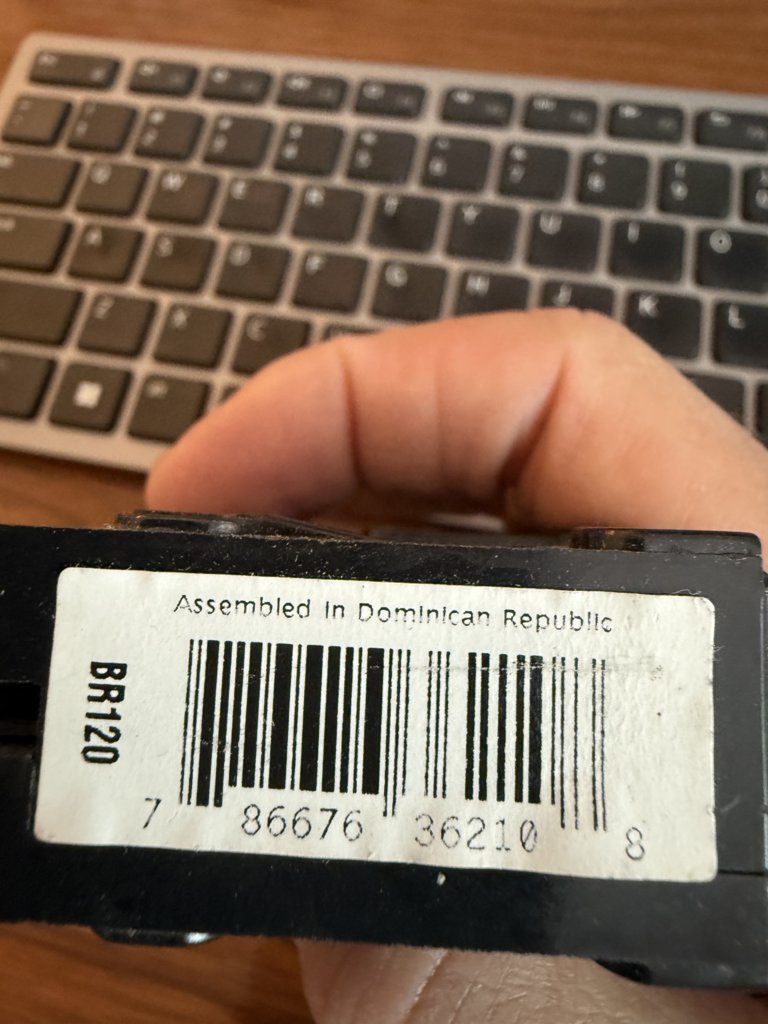 Q W E R T Y U I O
A S D F G H J K L
Z X C
Assembled in Dominican Republic
BR120
7 86676 36210 8